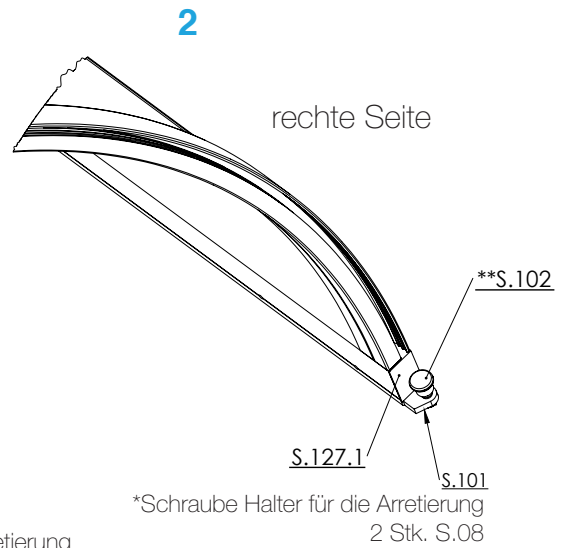 2
rechte Seite
**S.102
S.127.1
S.101
*Schraube Halter für die Arretierung
2 Stk. S.08